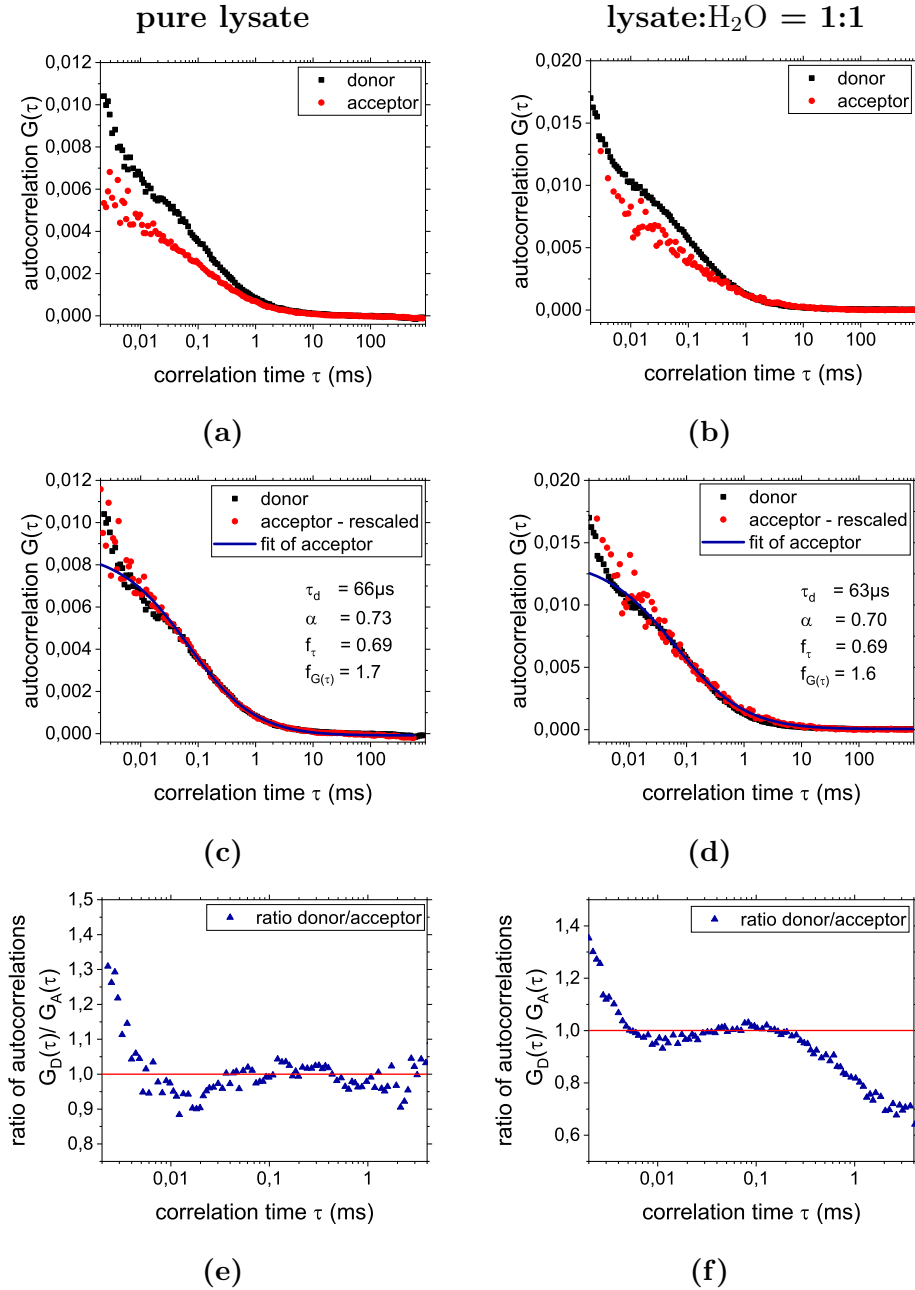 pure lysate
lysate:H₂O = 1:1
0,012
0,010
0,008
0,006
0,004
0,002
0,000
autocorrelation G(τ)
donor
acceptor
0,01
0,1
1
10
100
correlation time τ (ms)
(a)
0,020
0,015
0,010
0,005
0,000
autocorrelation G(τ)
donor
acceptor
0,01
0,1
1
10
100
correlation time τ (ms)
(b)
0,012
0,010
0,008
0,006
0,004
0,002
0,000
autocorrelation G(τ)
donor
acceptor - rescaled
fit of acceptor
τd = 66µs
α = 0.73
fτ = 0.69
fG(τ) = 1.7
0,01
0,1
1
10
100
correlation time τ (ms)
(c)
0,020
0,015
0,010
0,005
0,000
autocorrelation G(τ)
donor
acceptor - rescaled
fit of acceptor
τd = 63µs
α = 0.70
fτ = 0.69
fG(τ) = 1.6
0,01
0,1
1
10
100
correlation time τ (ms)
(d)
1,5
1,4
1,3
1,2
1,1
1,0
0,9
0,8
ratio of autocorrelations
G_D(τ)/ G_A(τ)
ratio donor/acceptor
0,01
0,1
1
correlation time τ (ms)
(e)
1,4
1,2
1,0
0,8
0,6
ratio of autocorrelations
G_D(τ)/ G_A(τ)
ratio donor/acceptor
0,01
0,1
1
correlation time τ (ms)
(f)